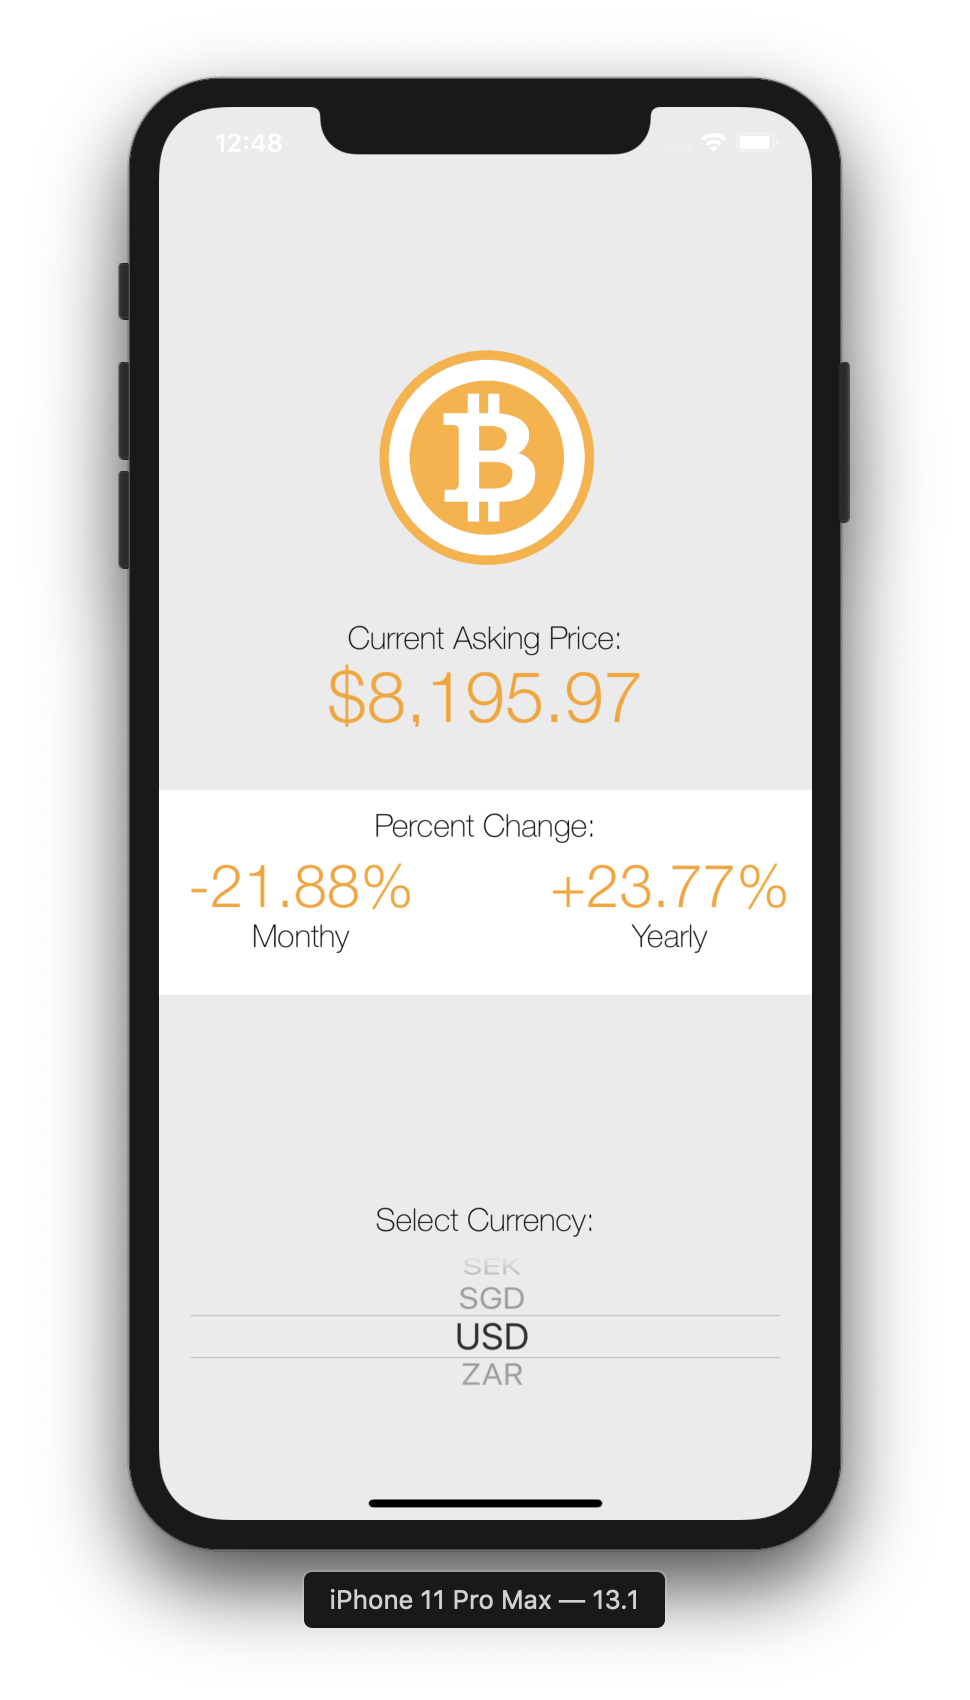 12:48
Current Asking Price:
$8,195.97
Percent Change:
-21.88% +23.77%
Monthy Yearly
Select Currency:
SEK
SGD
USD
ZAR
iPhone 11 Pro Max — 13.1